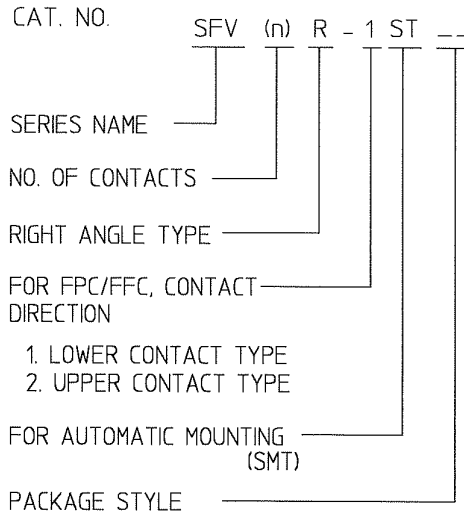 CAT. NO.
SFV (n) R - 1 ST _ _
SERIES NAME
NO. OF CONTACTS
RIGHT ANGLE TYPE
FOR FPC/FFC, CONTACT
DIRECTION
1. LOWER CONTACT TYPE
2. UPPER CONTACT TYPE
FOR AUTOMATIC MOUNTING
(SMT)
PACKAGE STYLE